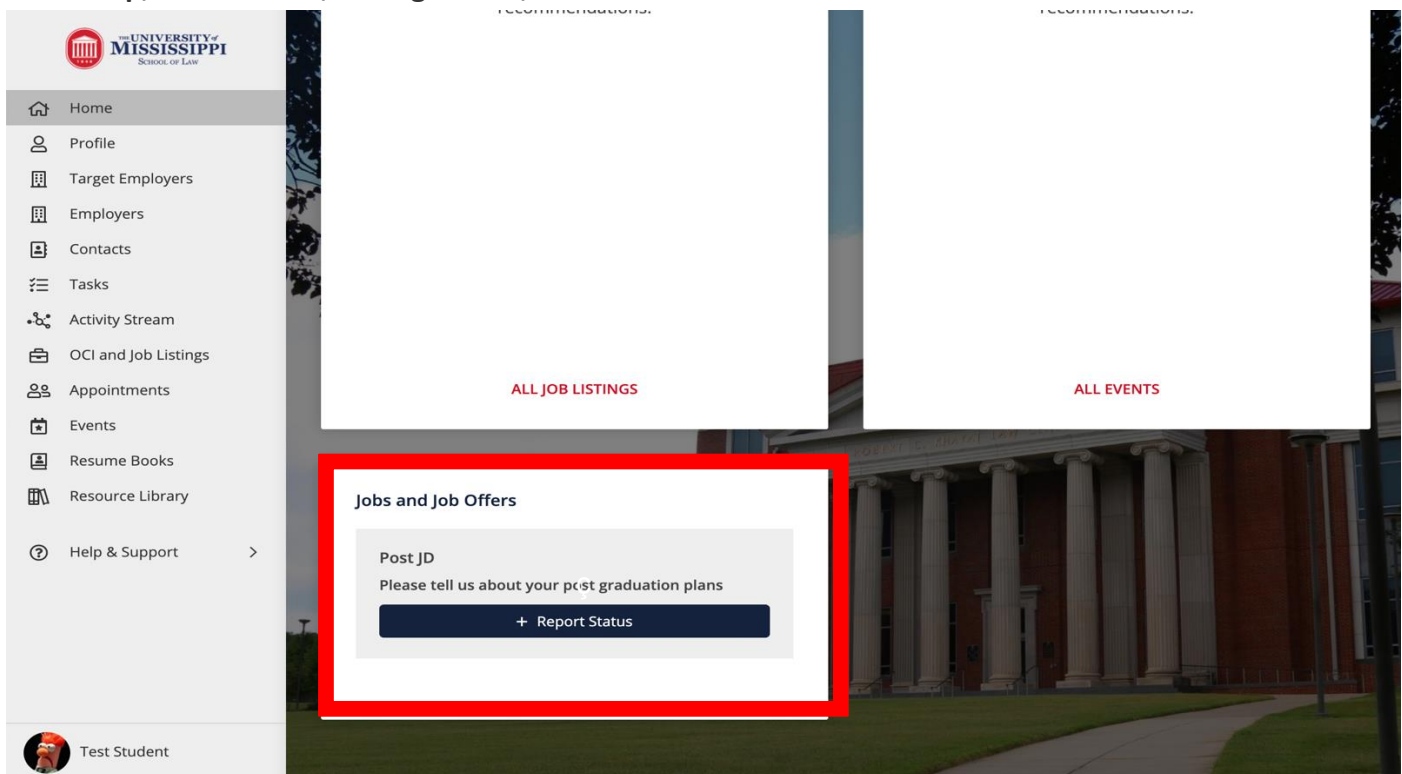 recommendations.
recommendations.
THE UNIVERSITY of
MISSISSIPPI
SCHOOL OF LAW
Home
Profile
Target Employers
Employers
Contacts
Tasks
Activity Stream
OCI and Job Listings
Appointments
Events
Resume Books
Resource Library
Help & Support
Test Student
ALL JOB LISTINGS
ALL EVENTS
Jobs and Job Offers
Post JD
Please tell us about your post graduation plans
+ Report Status